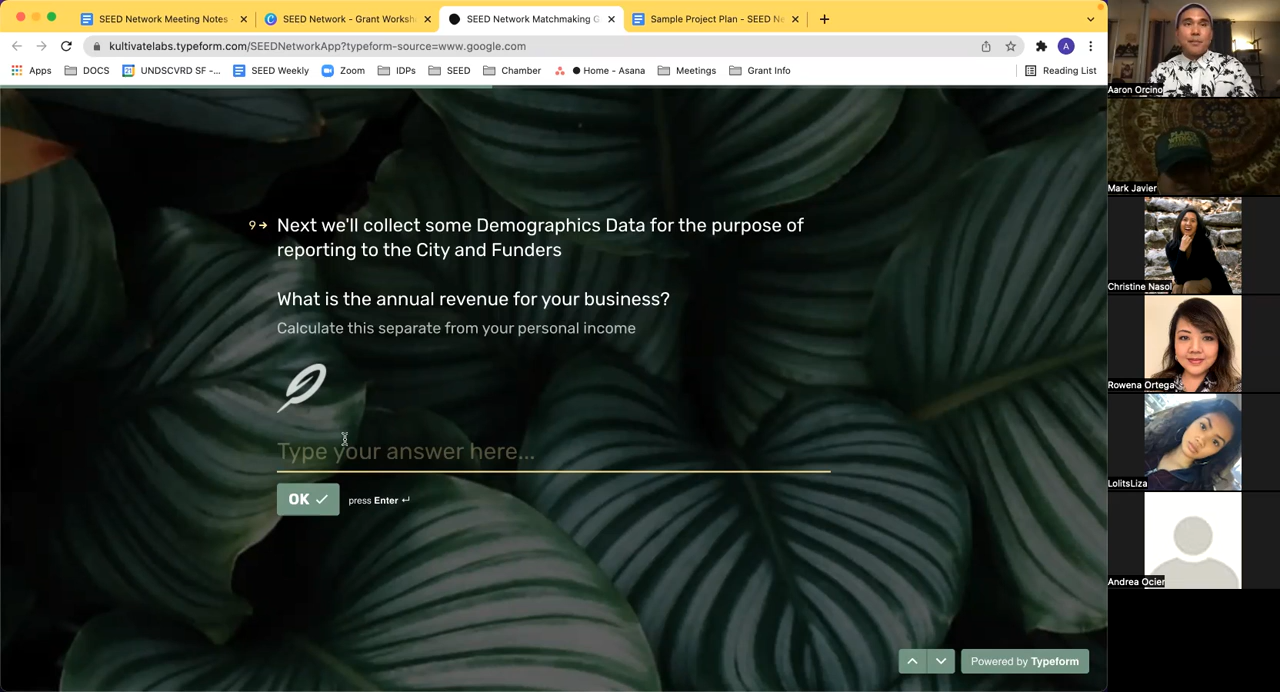 SEED Network Meeting Notes
SEED Network - Grant Worksh
SEED Network Matchmaking G
Sample Project Plan - SEED Ne
kultivatelabs.typeform.com/SEEDNetworkApp?typeform-source=www.google.com
A
Apps
DOCS
UNDSCVRD SF -...
SEED Weekly
Zoom
IDPs
SEED
Chamber
Home - Asana
Meetings
Grant Info
Reading List
9
Next we'll collect some Demographics Data for the purpose of
reporting to the City and Funders
What is the annual revenue for your business?
Calculate this separate from your personal income
Type your answer here...
OK
press Enter ↵
Powered by Typeform
Aaron Orcino
Mark Javier
Christine Nasol
Rowena Ortega
LolitsLiza
Andrea Ocier